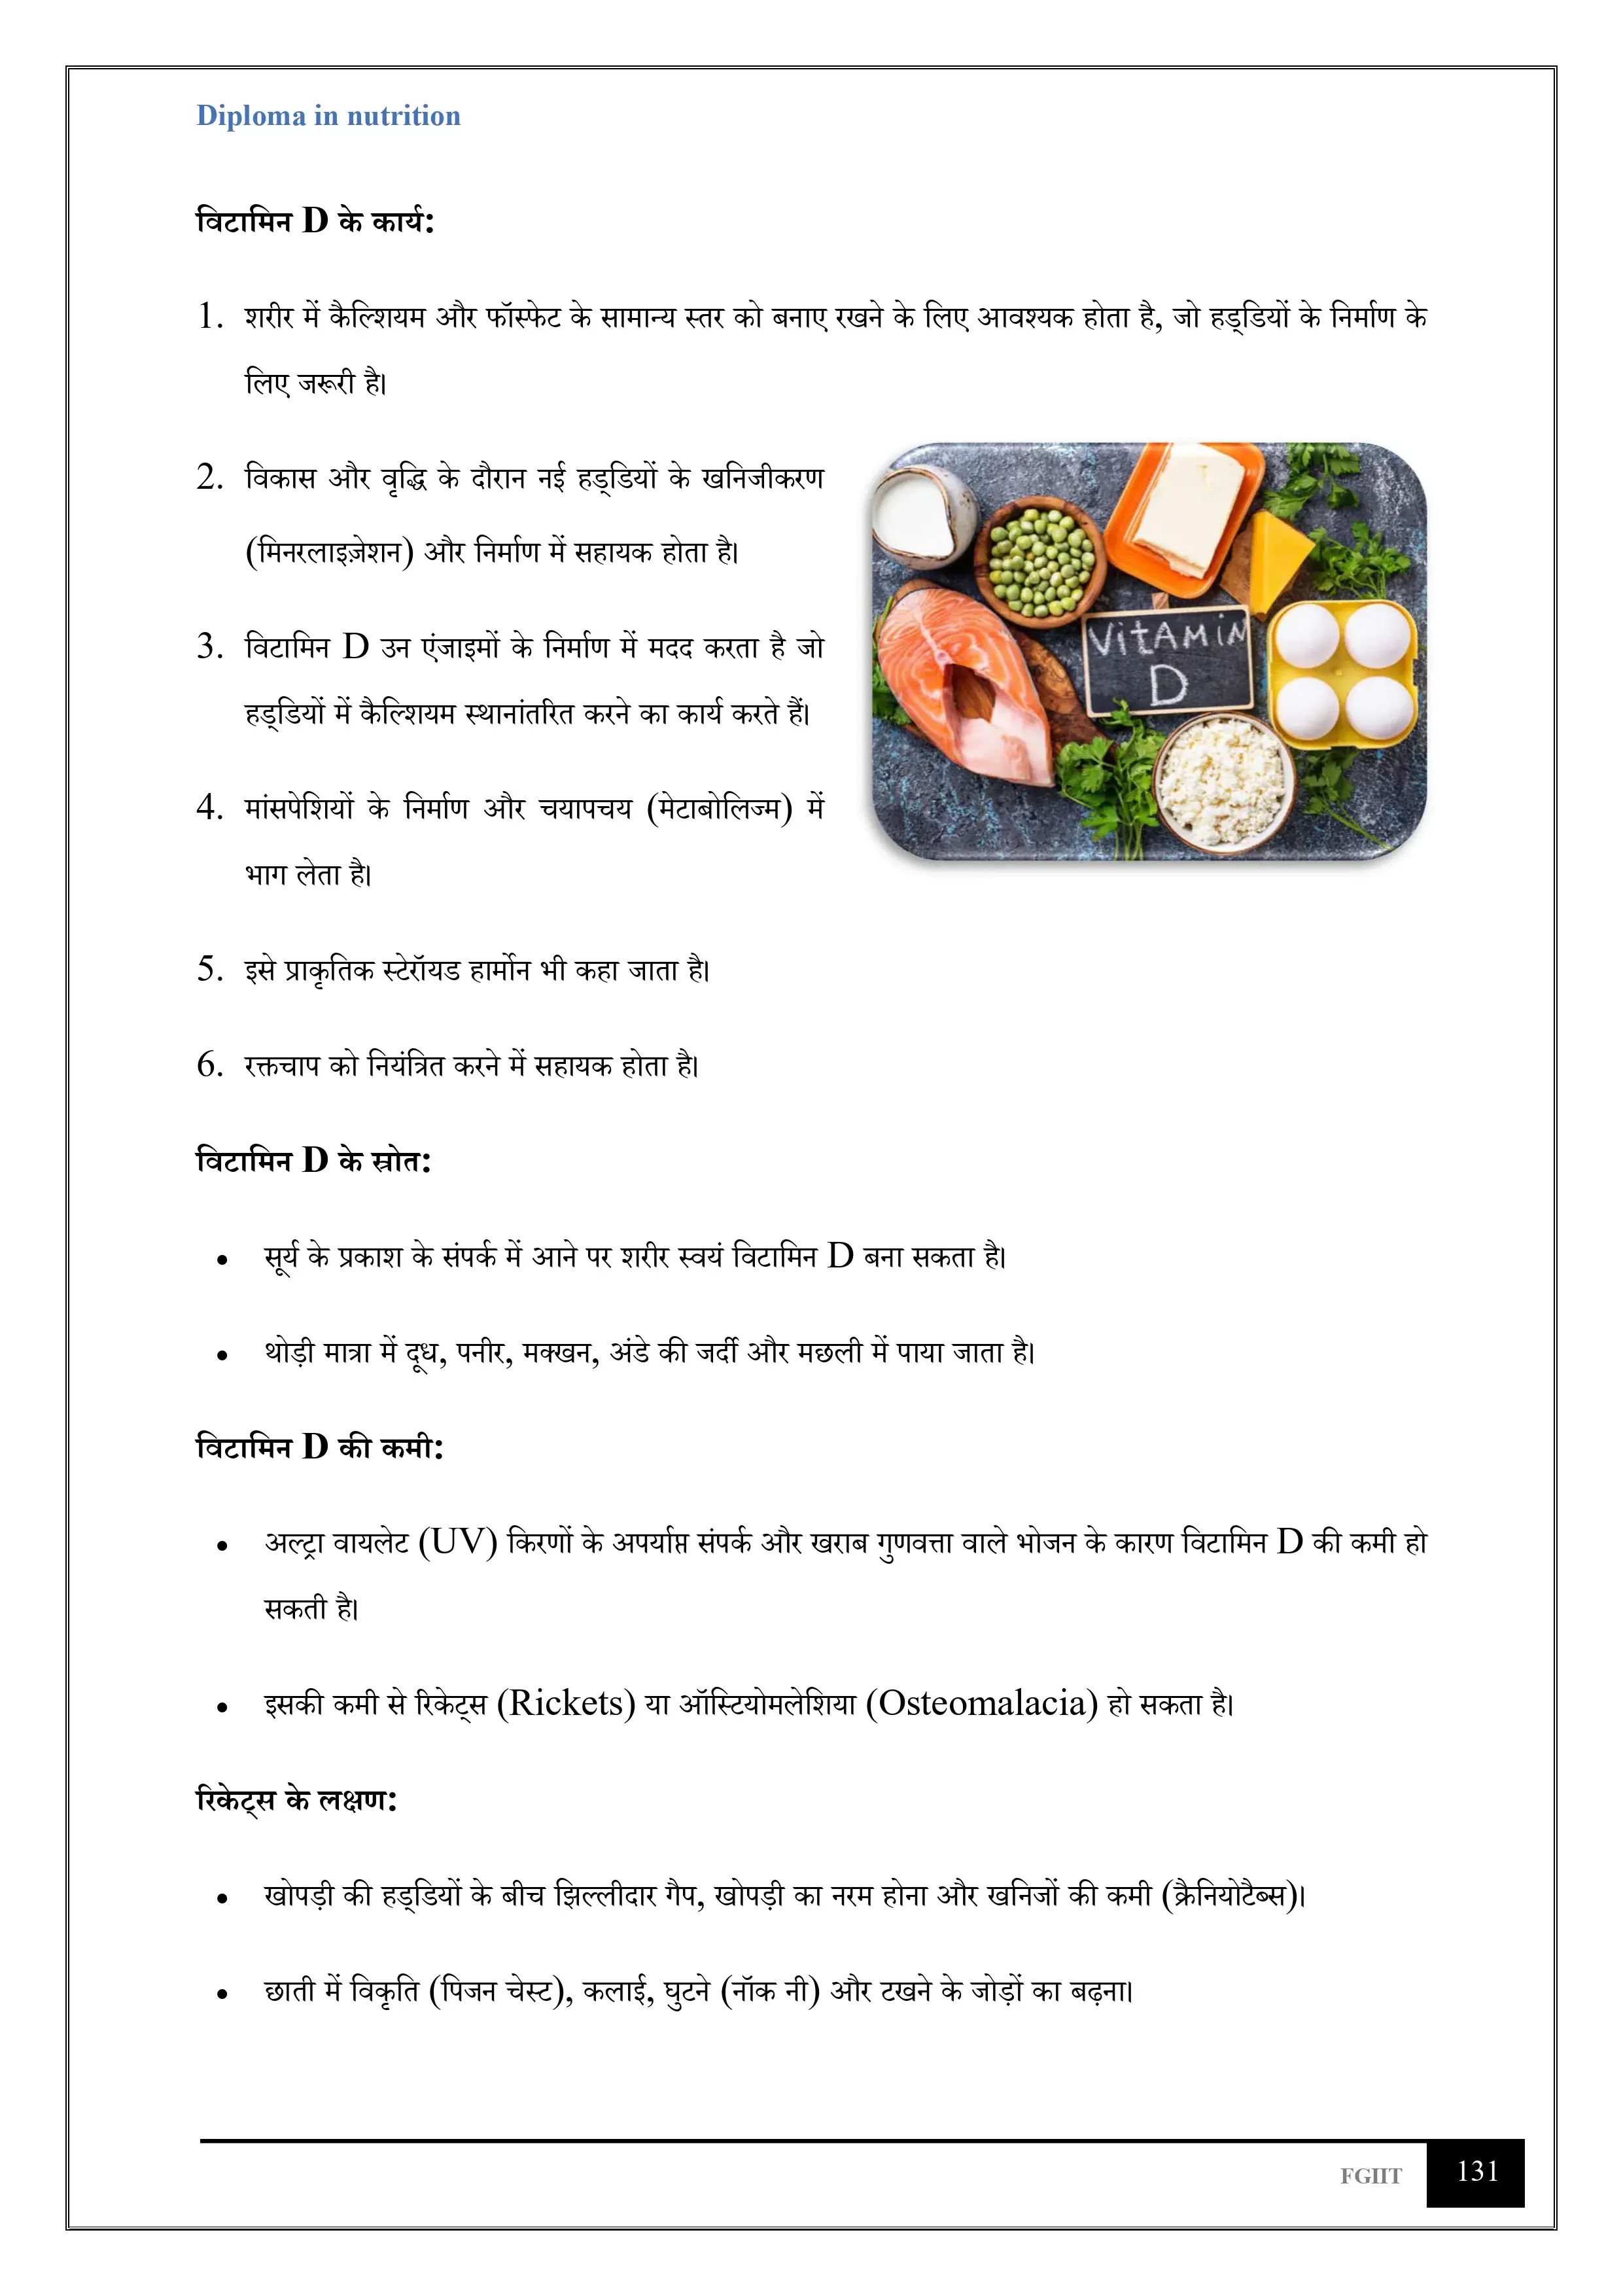 Diploma in nutrition
विटामिन D के कार्य:
1. शरीर में कैल्शियम और फॉस्फेट के सामान्य स्तर को बनाए रखने के लिए आवश्यक होता है, जो हड्डियों के निर्माण के
लिए जरूरी है।
2. विकास और वृद्धि के दौरान नई हड्डियों के खनिजीकरण
(मिनरलाइज़ेशन) और निर्माण में सहायक होता है।
3. विटामिन D उन एंजाइमों के निर्माण में मदद करता है जो
हड्डियों में कैल्शियम स्थानांतरित करने का कार्य करते हैं।
4. मांसपेशियों के निर्माण और चयापचय (मेटाबोलिज्म) में
भाग लेता है।
VitAMiN
D
5. इसे प्राकृतिक स्टेरॉयड हार्मोन भी कहा जाता है।
6. रक्तचाप को नियंत्रित करने में सहायक होता है।
विटामिन D के स्रोत:
• सूर्य के प्रकाश के संपर्क में आने पर शरीर स्वयं विटामिन D बना सकता है।
• थोड़ी मात्रा में दूध, पनीर, मक्खन, अंडे की जर्दी और मछली में पाया जाता है।
विटामिन D की कमी:
• अल्ट्रा वायलेट (UV) किरणों के अपर्याप्त संपर्क और खराब गुणवत्ता वाले भोजन के कारण विटामिन D की कमी हो
सकती है।
• इसकी कमी से रिकेट्स (Rickets) या ऑस्टियोमलेशिया (Osteomalacia) हो सकता है।
रिकेट्स के लक्षण:
• खोपड़ी की हड्डियों के बीच झिल्लीदार गैप, खोपड़ी का नरम होना और खनिजों की कमी (क्रैनियोटैब्स)।
• छाती में विकृति (पिजन चेस्ट), कलाई, घुटने (नॉक नी) और टखने के जोड़ों का बढ़ना।
FGIIT 131